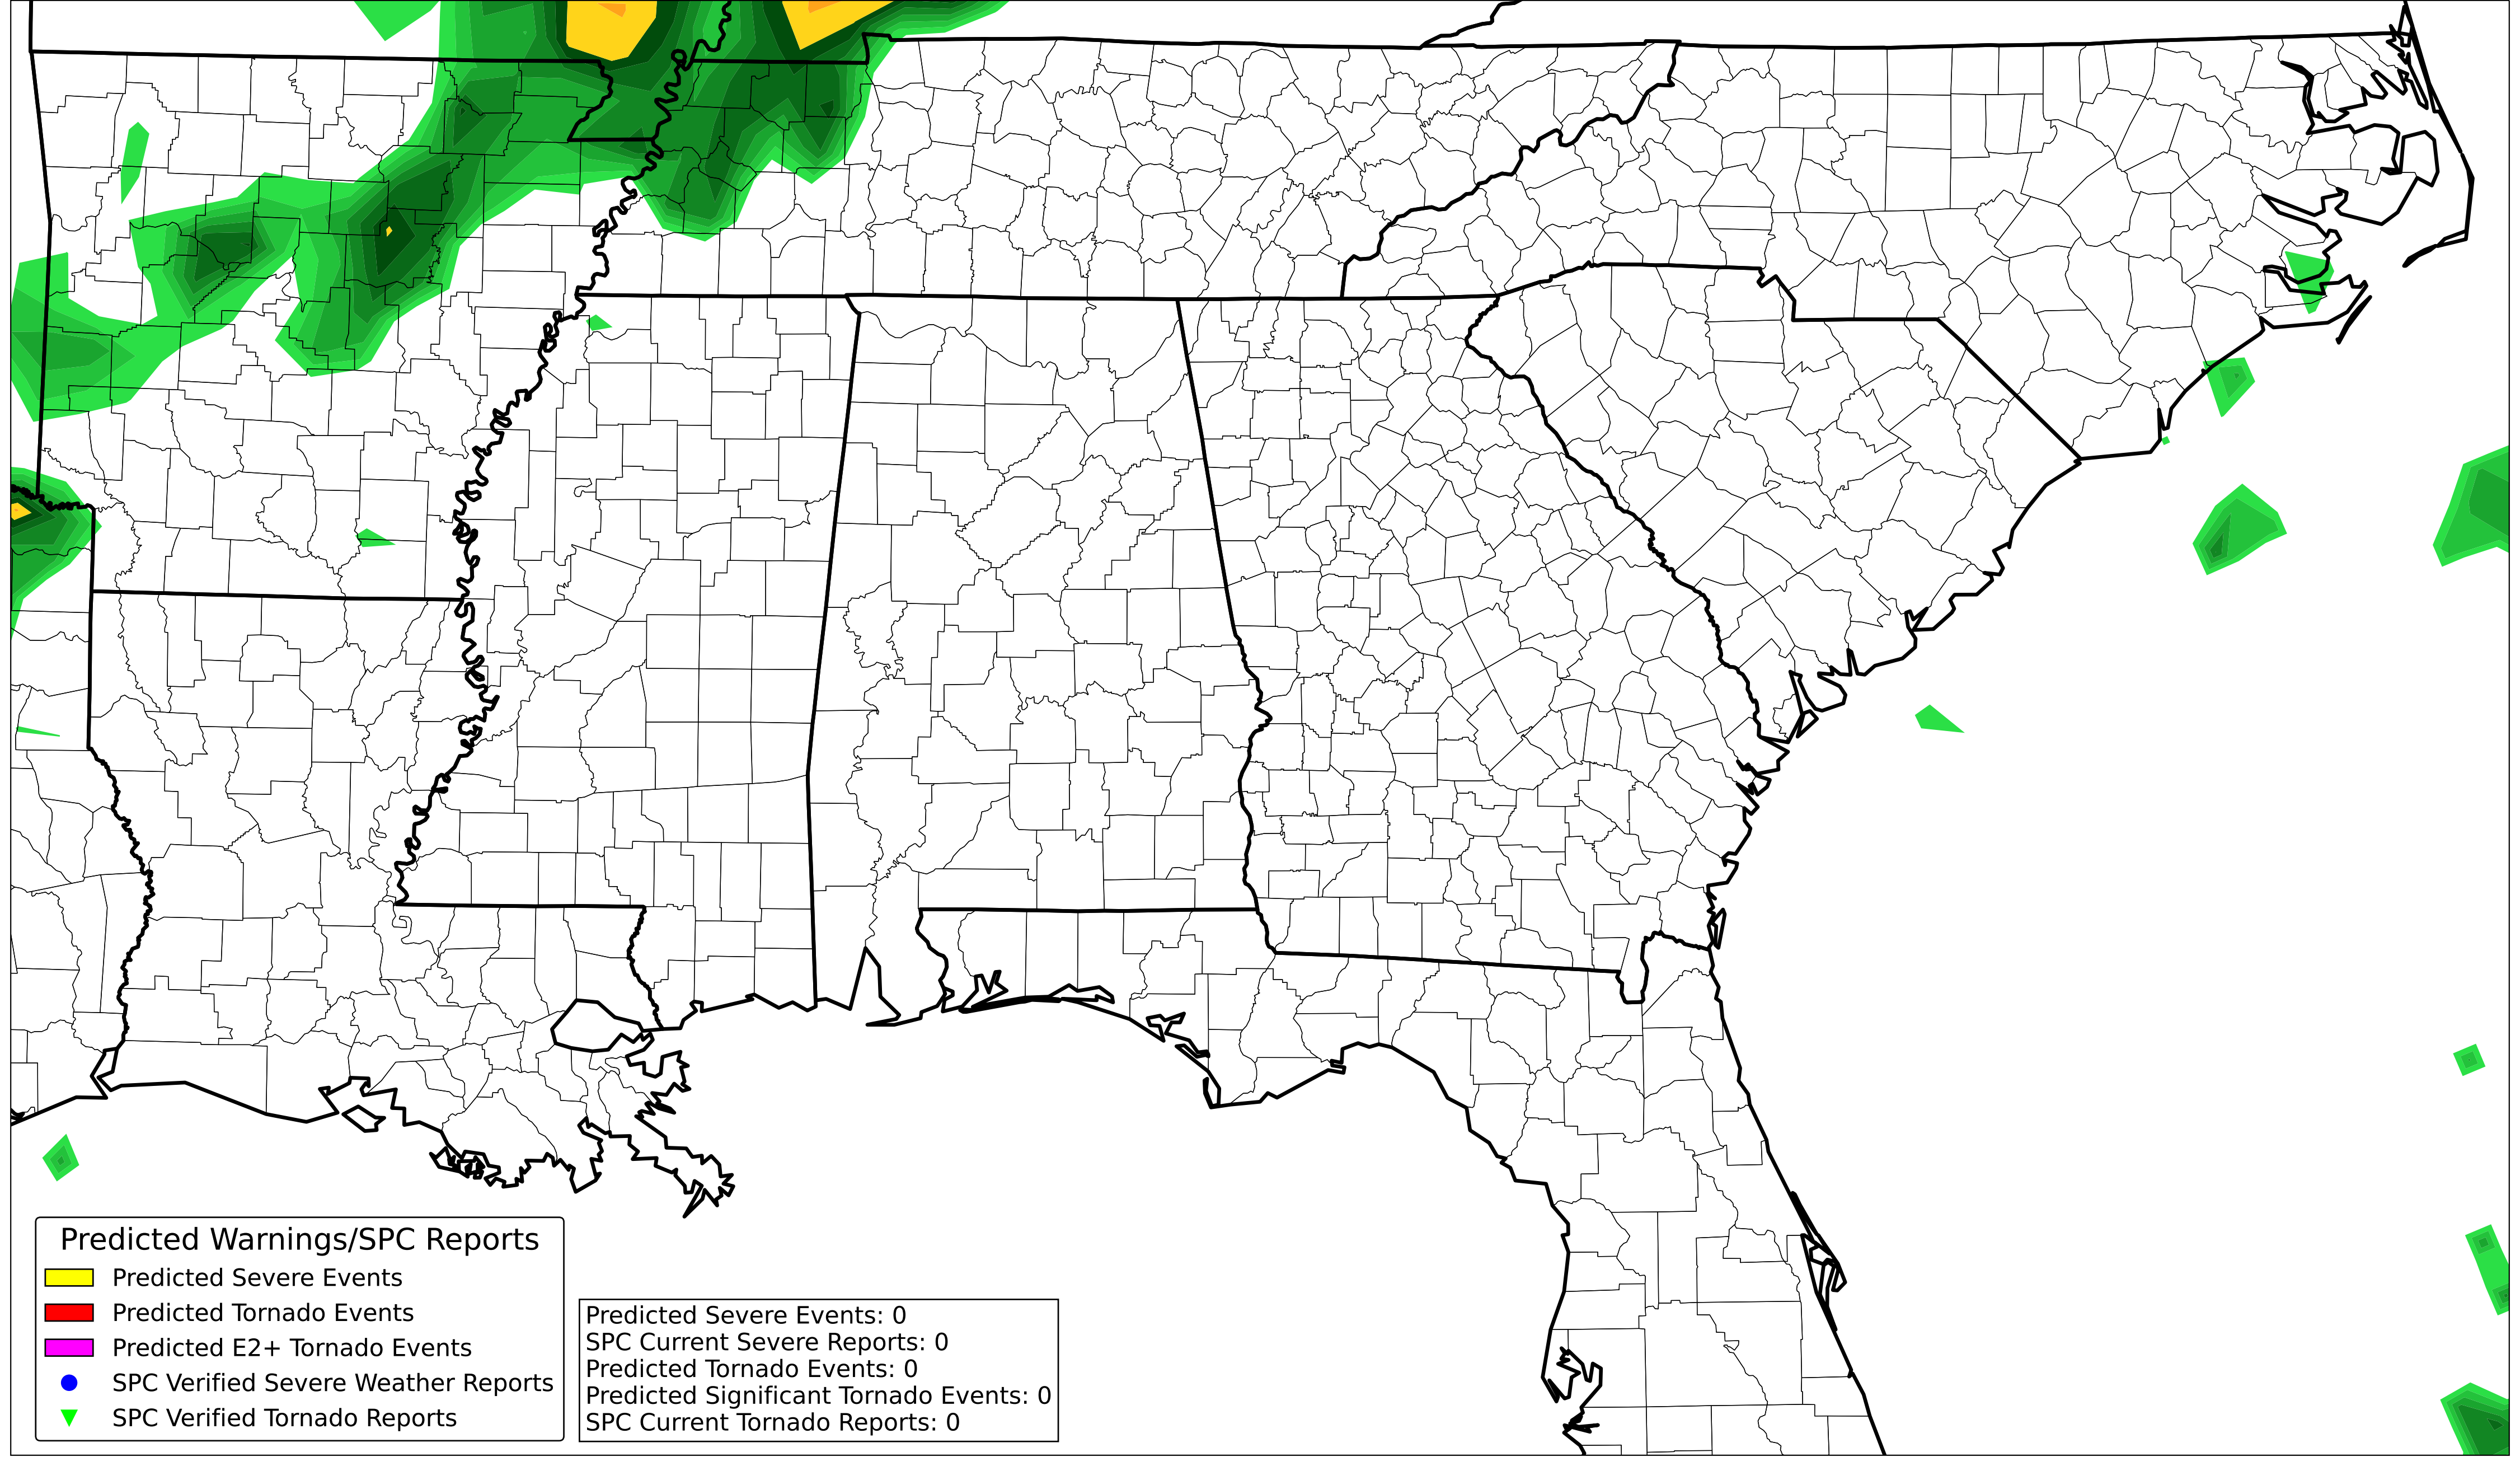 Predicted Warnings/SPC Reports
Predicted Severe Events
Predicted Tornado Events
Predicted E2+ Tornado Events
SPC Verified Severe Weather Reports
SPC Verified Tornado Reports
Predicted Severe Events: 0
SPC Current Severe Reports: 0
Predicted Tornado Events: 0
Predicted Significant Tornado Events: 0
SPC Current Tornado Reports: 0